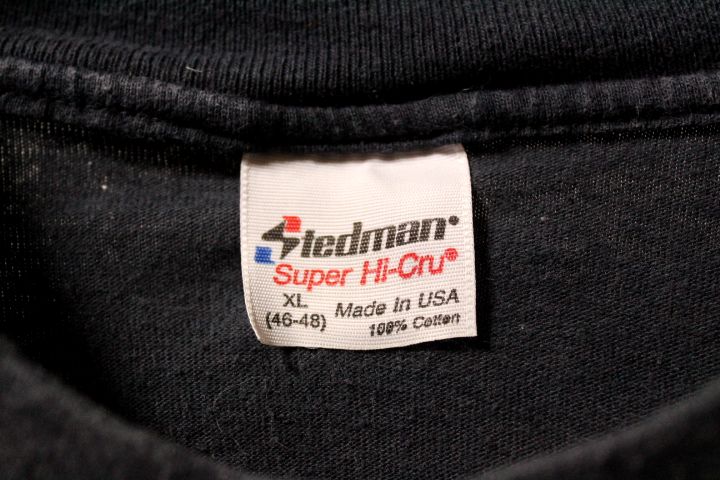 Stedman®
Super Hi-Cru®
XL
(46-48)
Made In USA
100% Cotton